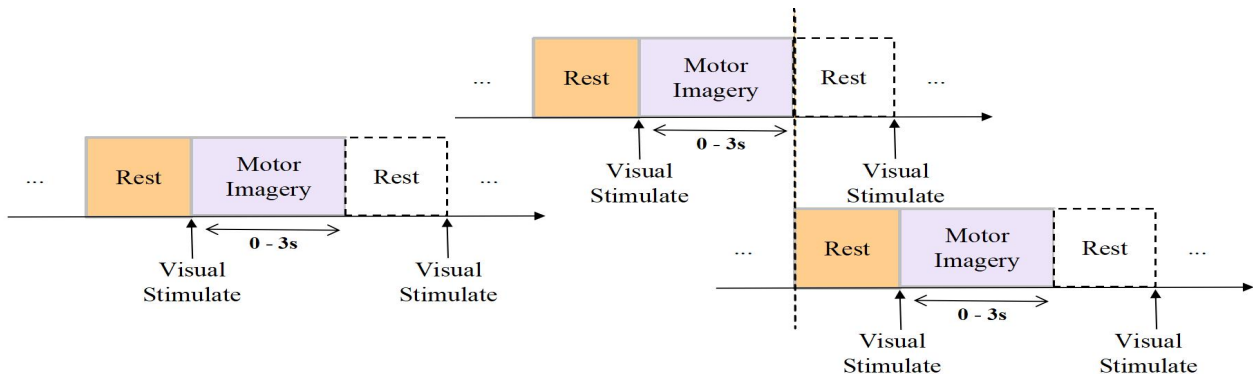 ...
Rest
Motor
Imagery
Rest
...
0 - 3s
Visual
Stimulate
Visual
Stimulate
...
Rest
Motor
Imagery
Rest
...
0 - 3s
Visual
Stimulate
Visual
Stimulate
...
Rest
Motor
Imagery
Rest
...
0 - 3s
Visual
Stimulate
Visual
Stimulate